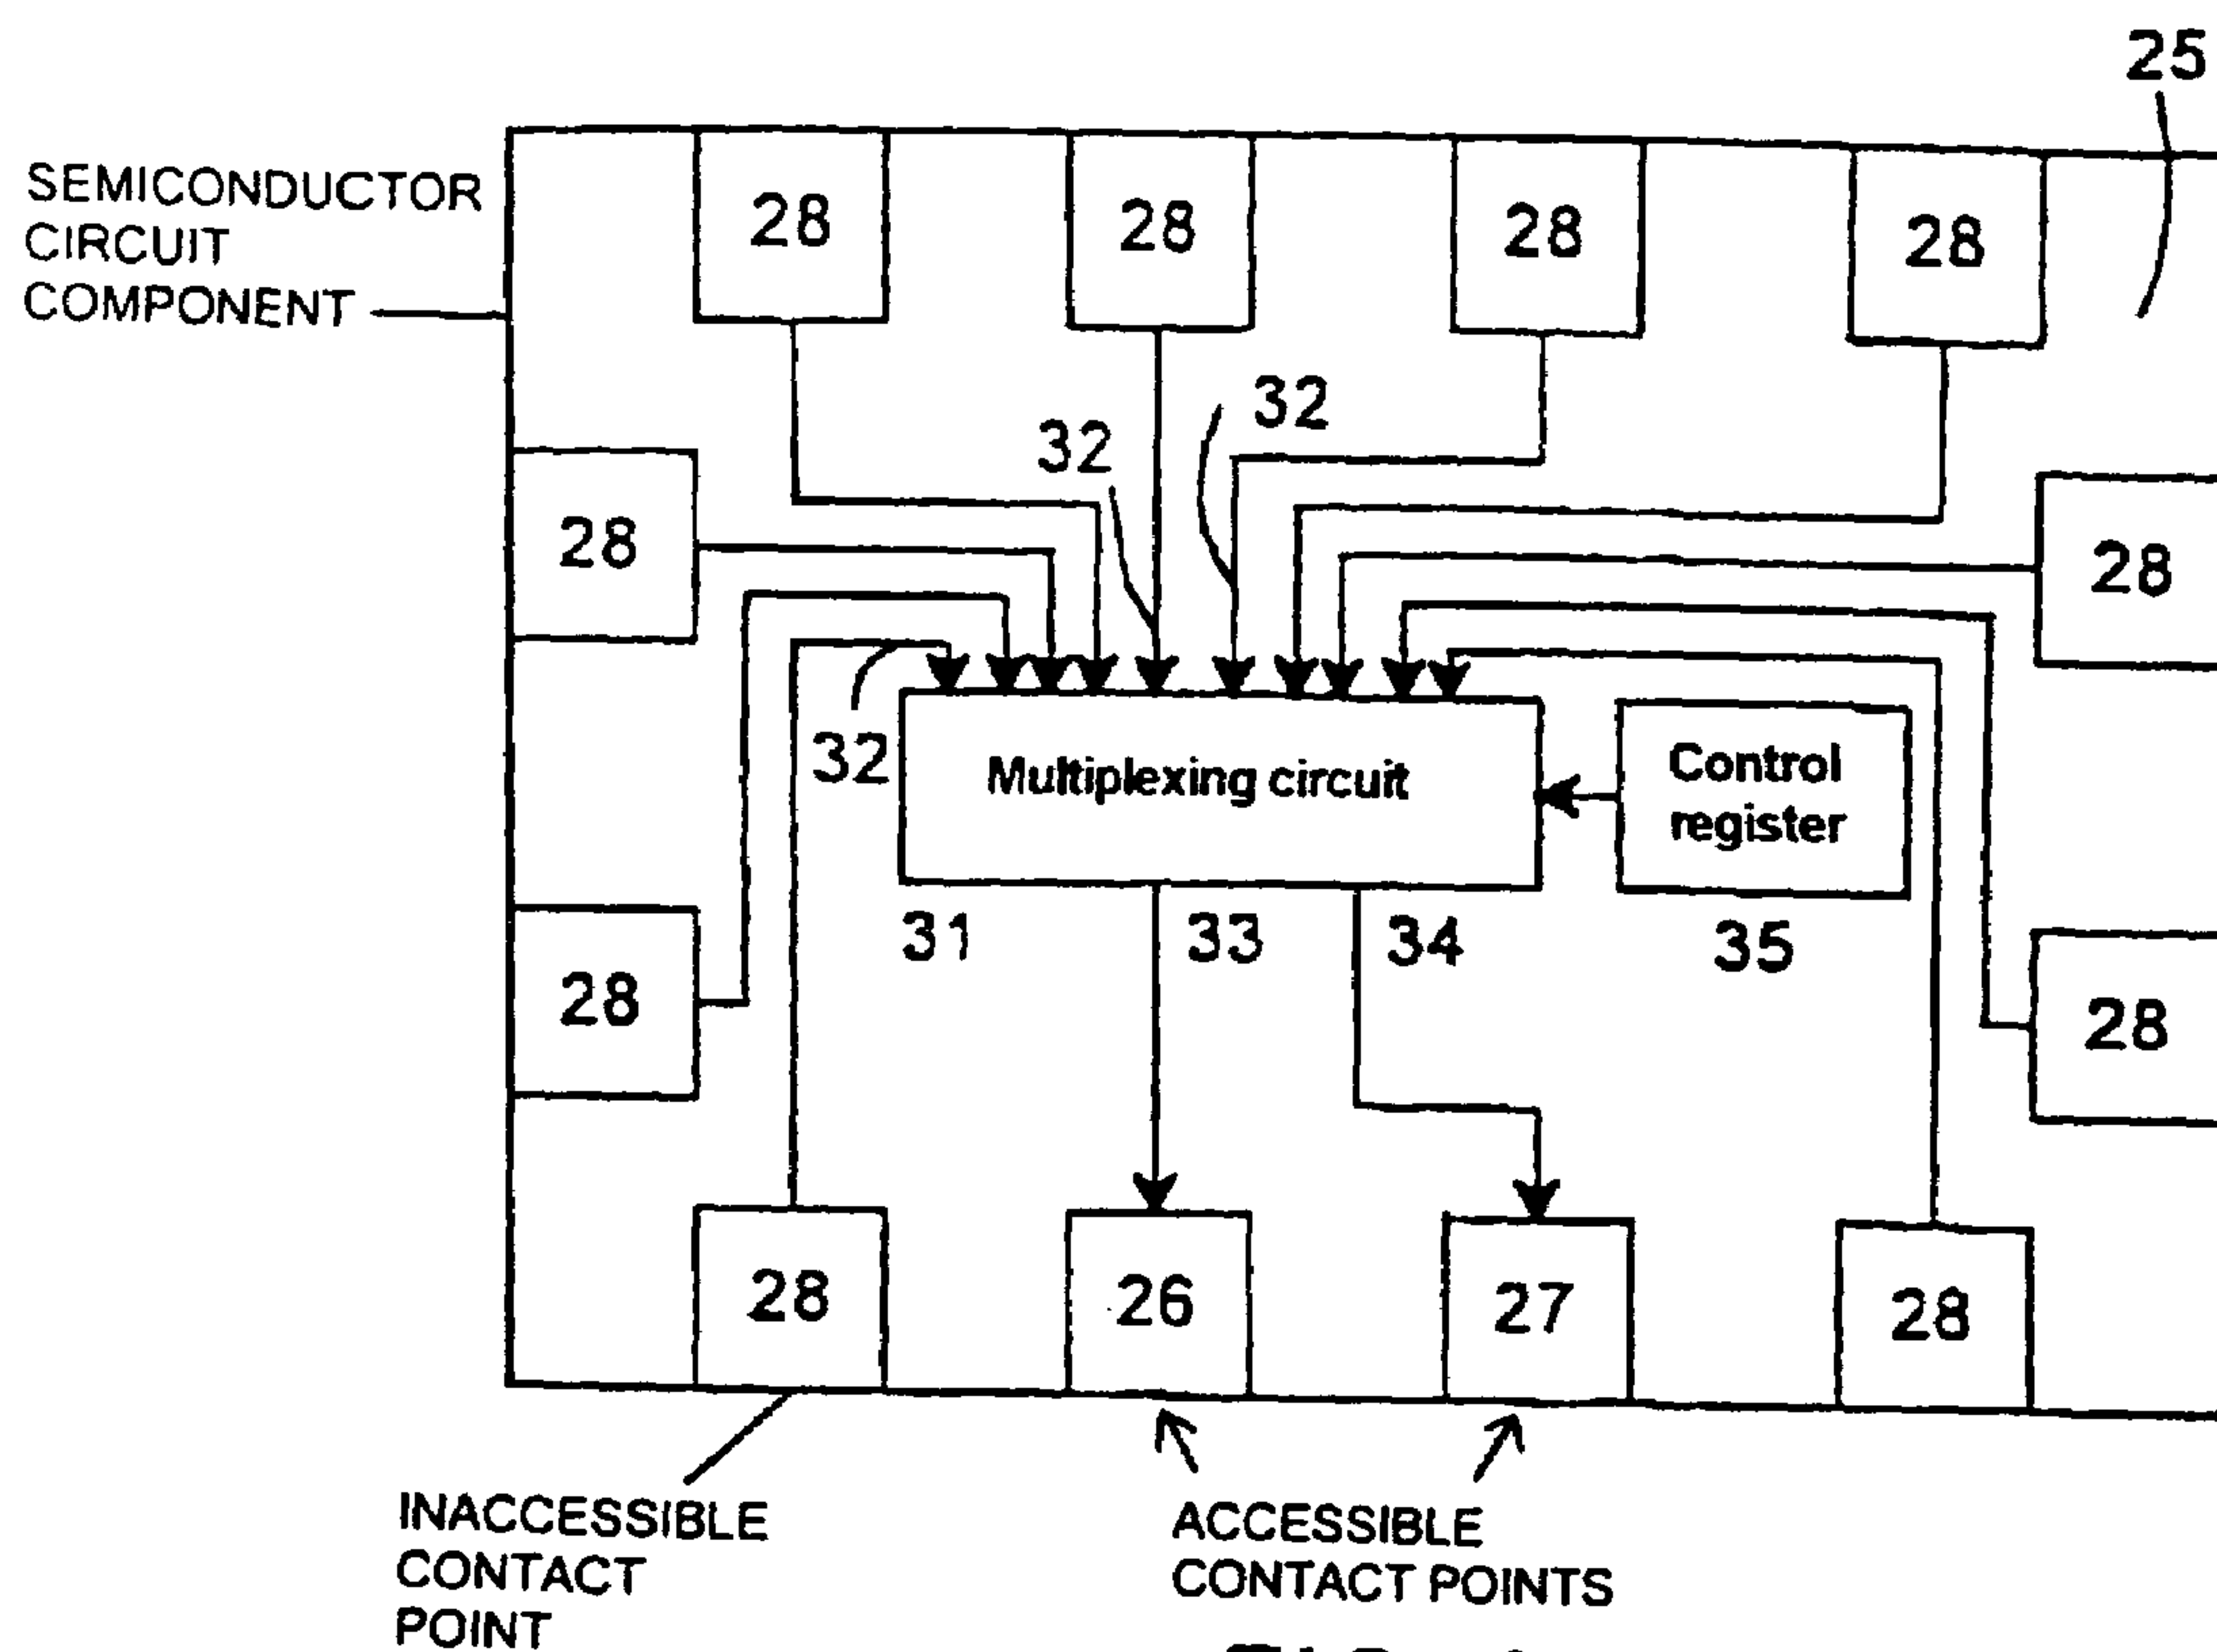 25
SEMICONDUCTOR
CIRCUIT
COMPONENT
28
28
28
28
32
32
28
28
32
Multiplexing circuit
Control
register
31
33
34
35
28
28
28
26
27
28
INACCESSIBLE
CONTACT
POINT
ACCESSIBLE
CONTACT POINTS